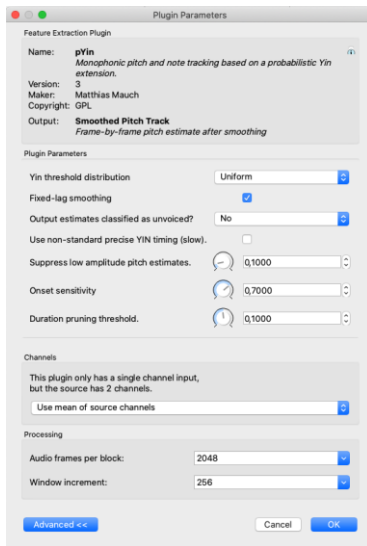 Plugin Parameters
Feature Extraction Plugin
Name: pYin
Monophonic pitch and note tracking based on a probabilistic Yin
extension.
Version: 3
Maker: Matthias Mauch
Copyright: GPL
Output: Smoothed Pitch Track
Frame-by-frame pitch estimate after smoothing
Plugin Parameters
Yin threshold distribution Uniform
Fixed-lag smoothing
Output estimates classified as unvoiced? No
Use non-standard precise YIN timing (slow).
Suppress low amplitude pitch estimates. 0,1000
Onset sensitivity 0,7000
Duration pruning threshold. 0,1000
Channels
This plugin only has a single channel input,
but the source has 2 channels.
Use mean of source channels
Processing
Audio frames per block: 2048
Window increment: 256
Advanced << Cancel OK